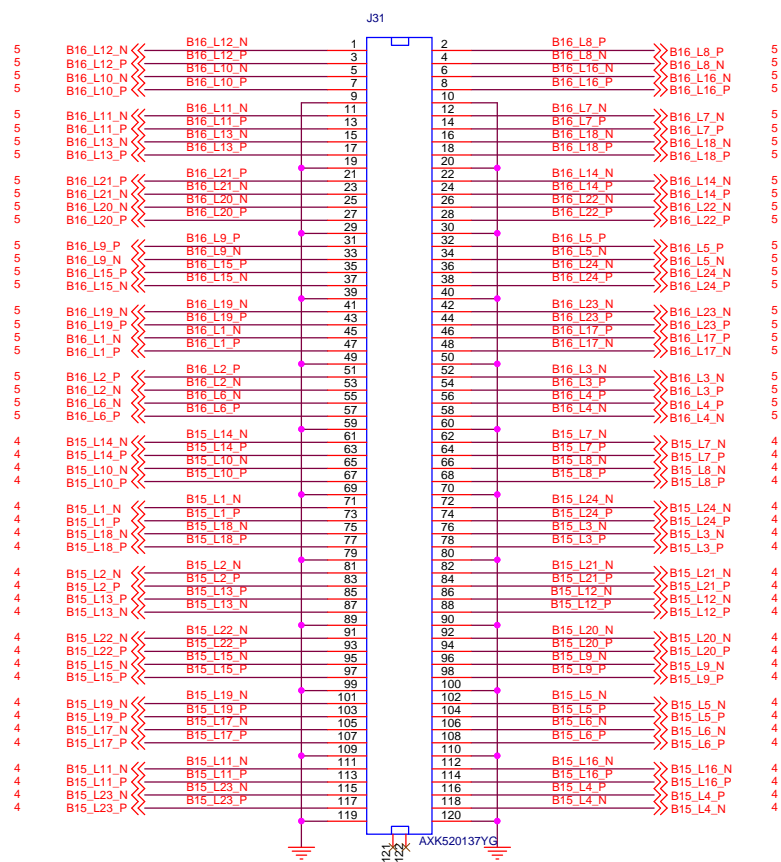 J31
5 B16_L12_N B16_L12_N 1 2 B16_L8_P B16_L8_P 5
5 B16_L12_P B16_L12_P 3 4 B16_L8_N B16_L8_N 5
5 B16_L10_N B16_L10_N 5 6 B16_L16_N B16_L16_N 5
5 B16_L10_P B16_L10_P 7 8 B16_L16_P B16_L16_P 5
9 10
5 B16_L11_N B16_L11_N 11 12 B16_L7_N B16_L7_N 5
5 B16_L11_P B16_L11_P 13 14 B16_L7_P B16_L7_P 5
5 B16_L13_N B16_L13_N 15 16 B16_L18_N B16_L18_N 5
5 B16_L13_P B16_L13_P 17 18 B16_L18_P B16_L18_P 5
19 20
5 B16_L21_P B16_L21_P 21 22 B16_L14_N B16_L14_N 5
5 B16_L21_N B16_L21_N 23 24 B16_L14_P B16_L14_P 5
5 B16_L20_N B16_L20_N 25 26 B16_L22_N B16_L22_N 5
5 B16_L20_P B16_L20_P 27 28 B16_L22_P B16_L22_P 5
29 30
5 B16_L9_P B16_L9_P 31 32 B16_L5_P B16_L5_P 5
5 B16_L9_N B16_L9_N 33 34 B16_L5_N B16_L5_N 5
5 B16_L15_P B16_L15_P 35 36 B16_L24_N B16_L24_N 5
5 B16_L15_N B16_L15_N 37 38 B16_L24_P B16_L24_P 5
39 40
5 B16_L19_N B16_L19_N 41 42 B16_L23_N B16_L23_N 5
5 B16_L19_P B16_L19_P 43 44 B16_L23_P B16_L23_P 5
5 B16_L1_N B16_L1_N 45 46 B16_L17_P B16_L17_P 5
5 B16_L1_P B16_L1_P 47 48 B16_L17_N B16_L17_N 5
49 50
5 B16_L2_P B16_L2_P 51 52 B16_L3_N B16_L3_N 5
5 B16_L2_N B16_L2_N 53 54 B16_L3_P B16_L3_P 5
5 B16_L6_N B16_L6_N 55 56 B16_L4_P B16_L4_P 5
5 B16_L6_P B16_L6_P 57 58 B16_L4_N B16_L4_N 5
59 60
4 B15_L14_N B15_L14_N 61 62 B15_L7_N B15_L7_N 4
4 B15_L14_P B15_L14_P 63 64 B15_L7_P B15_L7_P 4
4 B15_L10_N B15_L10_N 65 66 B15_L8_P B15_L8_N 4
4 B15_L10_P B15_L10_P 67 68 B15_L8_P B15_L8_P 4
69 70
4 B15_L1_N B15_L1_N 71 72 B15_L24_N B15_L24_N 4
4 B15_L1_P B15_L1_P 73 74 B15_L24_P B15_L24_P 4
4 B15_L18_N B15_L18_N 75 76 B15_L3_N B15_L3_N 4
4 B15_L18_P B15_L18_P 77 78 B15_L3_P B15_L3_P 4
79 80
4 B15_L2_N B15_L2_N 81 82 B15_L21_N B15_L21_N 4
4 B15_L2_P B15_L2_P 83 84 B15_L21_P B15_L21_P 4
4 B15_L13_P B15_L13_P 85 86 B15_L12_N B15_L12_N 4
4 B15_L13_N B15_L13_N 87 88 B15_L12_P B15_L12_P 4
89 90
4 B15_L22_N B15_L22_N 91 92 B15_L20_N B15_L20_N 4
4 B15_L22_P B15_L22_P 93 94 B15_L20_P B15_L20_P 4
4 B15_L15_N B15_L15_N 95 96 B15_L9_N B15_L9_N 4
4 B15_L15_P B15_L15_P 97 98 B15_L9_P B15_L9_P 4
99 100
4 B15_L19_N B15_L19_N 101 102 B15_L5_N B15_L5_N 4
4 B15_L19_P B15_L19_P 103 104 B15_L5_P B15_L5_P 4
4 B15_L17_N B15_L17_N 105 106 B15_L6_N B15_L6_N 4
4 B15_L17_P B15_L17_P 107 108 B15_L6_P B15_L6_P 4
109 110
4 B15_L11_N B15_L11_N 111 112 B15_L16_N B15_L16_N 4
4 B15_L11_P B15_L11_P 113 114 B15_L16_P B15_L16_P 4
4 B15_L23_N B15_L23_N 115 116 B15_L4_P B15_L4_P 4
4 B15_L23_P B15_L23_P 117 118 B15_L4_N B15_L4_N 4
119 120
121 122 AXK520137YG